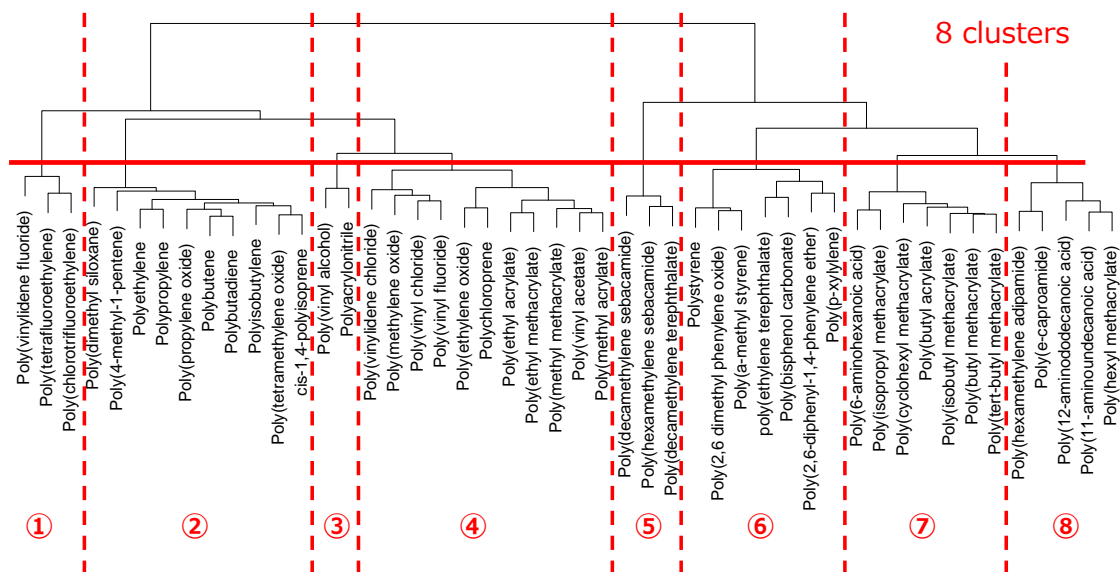 8 clusters
Poly(vinylidene fluoride)
Poly(tetrafluoroethylene)
Poly(chlorotrifluoroethylene)
Poly(dimethyl siloxane)
Poly(4-methyl-1-pentene)
Polyethylene
Polypropylene
Poly(propylene oxide)
Polybutene
Polybutadiene
Polyisobutylene
Poly(tetramethylene oxide)
cis-1,4-polyisoprene
Poly(vinyl alcohol)
Polyacrylonitrile
Poly(vinylidene chloride)
Poly(methylene oxide)
Poly(vinyl chloride)
Poly(vinyl fluoride)
Poly(ethylene oxide)
Polychloroprene
Poly(ethyl acrylate)
Poly(ethyl methacrylate)
Poly(methyl methacrylate)
Poly(vinyl acetate)
Poly(methyl acrylate)
Poly(decamethylene sebacamide)
Poly(hexamethylene sebacamide)
Poly(decamethylene terephthalate)
Polystyrene
Poly(2,6 dimethyl phenylene oxide)
Poly(a-methyl styrene)
poly(ethylene terephthalate)
Poly(bisphenol carbonate)
Poly(2,6-diphenyl-1,4-phenylene ether)
Poly(p-xylylene)
Poly(6-aminohexanoic acid)
Poly(isopropyl methacrylate)
Poly(cyclohexyl methacrylate)
Poly(butyl acrylate)
Poly(isobutyl methacrylate)
Poly(butyl methacrylate)
Poly(tert-butyl methacrylate)
Poly(hexamethylene adipamide)
Poly(e-caproamide)
Poly(12-aminododecanoic acid)
Poly(11-aminoundecanoic acid)
Poly(hexyl methacrylate)
① ② ③ ④ ⑤ ⑥ ⑦ ⑧